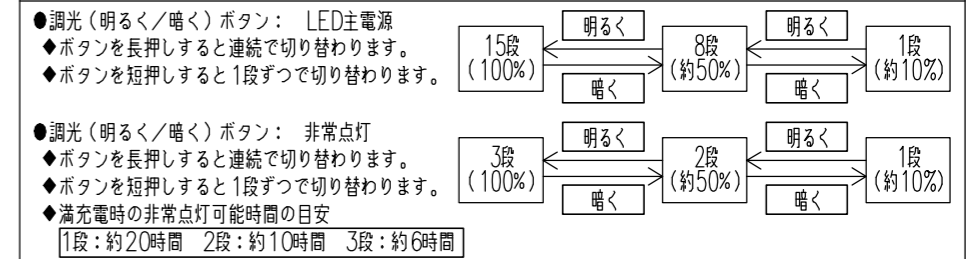 ●調光（明るく／暗く）ボタン：　LED主電源
◆ボタンを長押しすると連続で切り替わります。
◆ボタンを短押しすると1段ずつで切り替わります。
明るく　明るく
15段　8段　1段
(100%)　(約50%)　(約10%)
暗く　暗く
●調光（明るく／暗く）ボタン：　非常点灯
◆ボタンを長押しすると連続で切り替わります。
◆ボタンを短押しすると1段ずつで切り替わります。
明るく　明るく
3段　2段　1段
(100%)　(約50%)　(約10%)
暗く　暗く
◆満充電時の非常点灯可能時間の目安
1段：約20時間　2段：約10時間　3段：約6時間